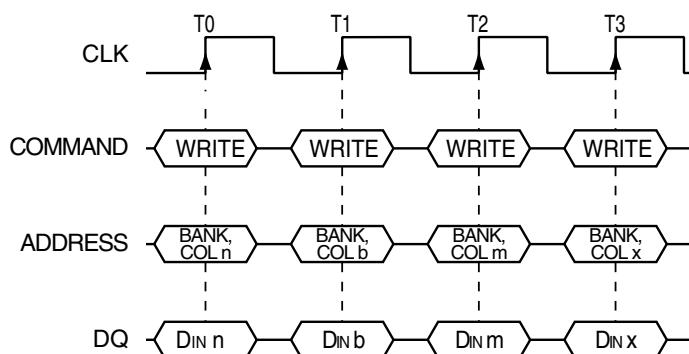 T0 T1 T2 T3
CLK
COMMAND WRITE WRITE WRITE WRITE
ADDRESS BANK, COL n BANK, COL b BANK, COL m BANK, COL x
DQ DIN n DIN b DIN m DIN x